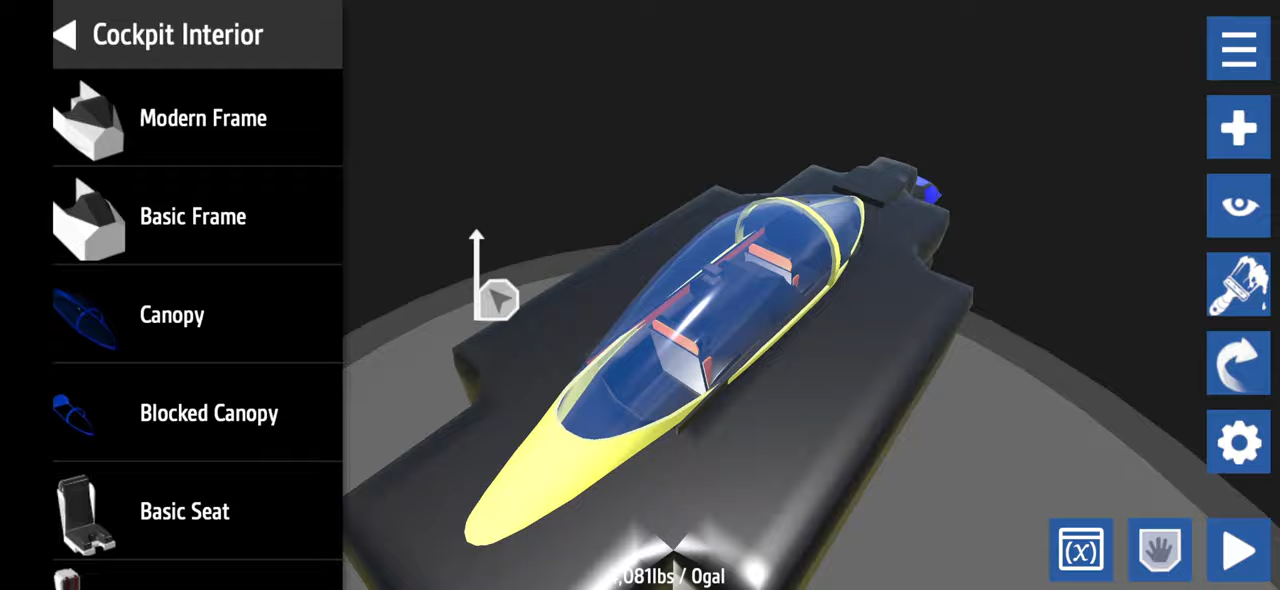 Cockpit Interior
Modern Frame
Basic Frame
Canopy
Blocked Canopy
Basic Seat
,081lbs / 0gal
(x)